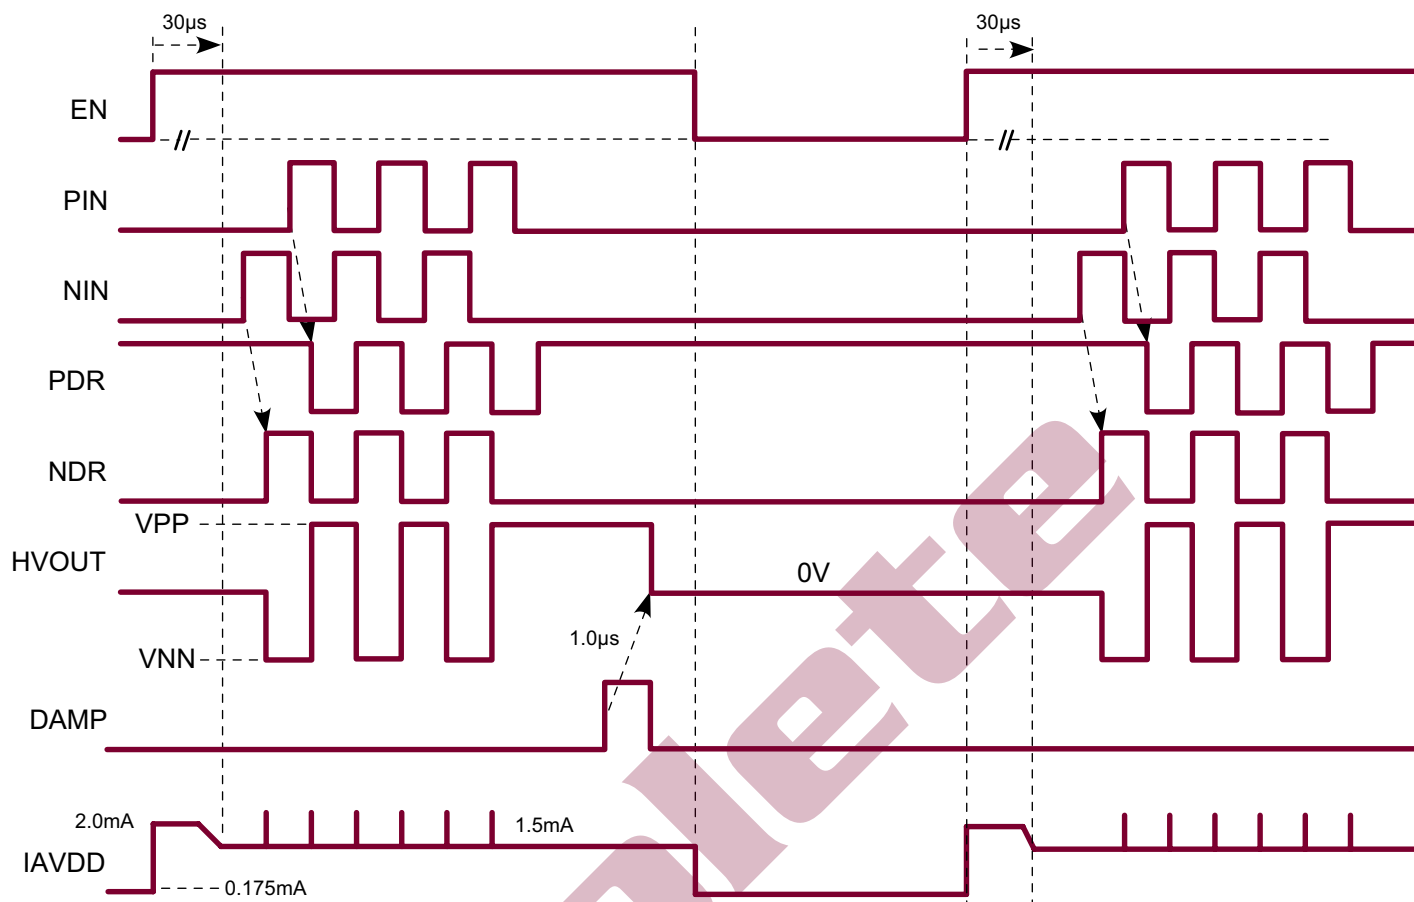 30µs
30µs
EN
PIN
NIN
PDR
NDR
VPP
HVOUT
0V
1.0µs
VNN
DAMP
2.0mA
1.5mA
IAVDD
0.175mA
lete